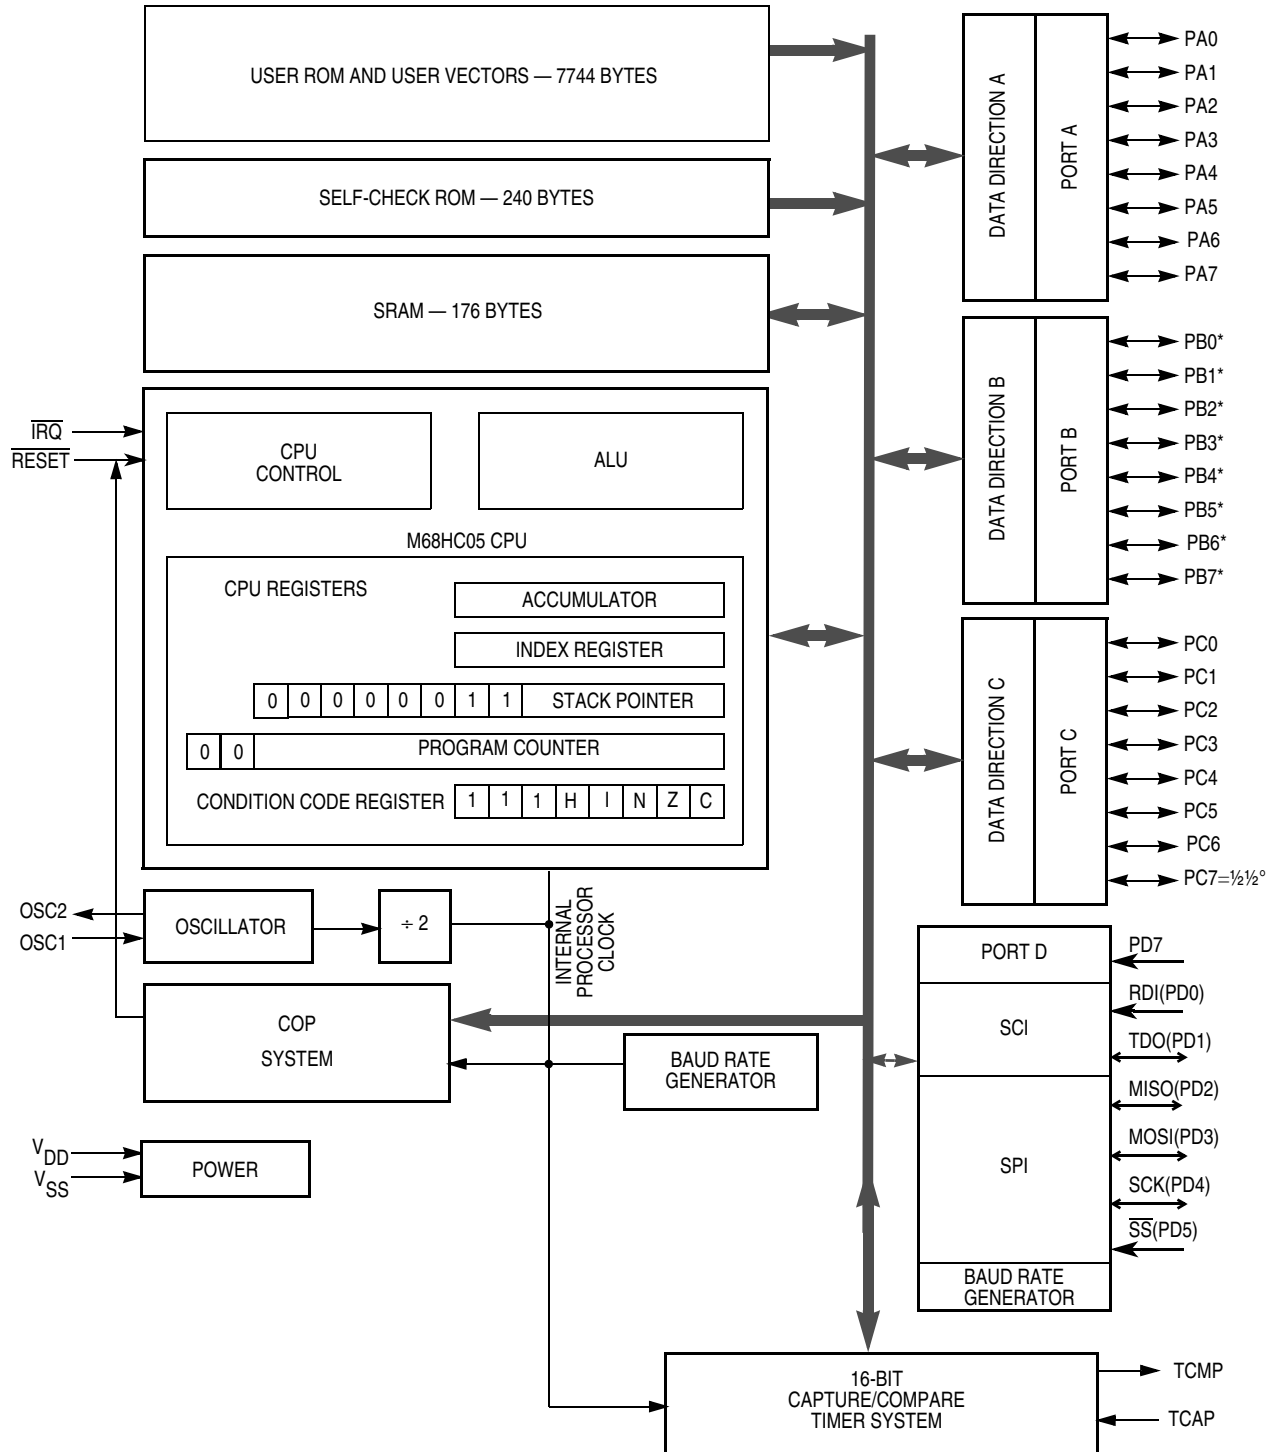 USER ROM AND USER VECTORS — 7744 BYTES
SELF-CHECK ROM — 240 BYTES
SRAM — 176 BYTES
IRQ
RESET
CPU
CONTROL
ALU
M68HC05 CPU
CPU REGISTERS
ACCUMULATOR
INDEX REGISTER
0 0 0 0 0 0 1 1 STACK POINTER
0 0 PROGRAM COUNTER
CONDITION CODE REGISTER 1 1 1 H I N Z C
OSC2
OSC1
OSCILLATOR
÷ 2
INTERNAL
PROCESSOR
CLOCK
COP
SYSTEM
BAUD RATE
GENERATOR
VDD
VSS
POWER
DATA DIRECTION A
PORT A
PA0
PA1
PA2
PA3
PA4
PA5
PA6
PA7
DATA DIRECTION B
PORT B
PB0*
PB1*
PB2*
PB3*
PB4*
PB5*
PB6*
PB7*
DATA DIRECTION C
PORT C
PC0
PC1
PC2
PC3
PC4
PC5
PC6
PC7=½½°
PORT D
PD7
SCI
RDI(PD0)
TDO(PD1)
SPI
MISO(PD2)
MOSI(PD3)
SCK(PD4)
SS(PD5)
BAUD RATE
GENERATOR
16-BIT
CAPTURE/COMPARE
TIMER SYSTEM
TCMP
TCAP